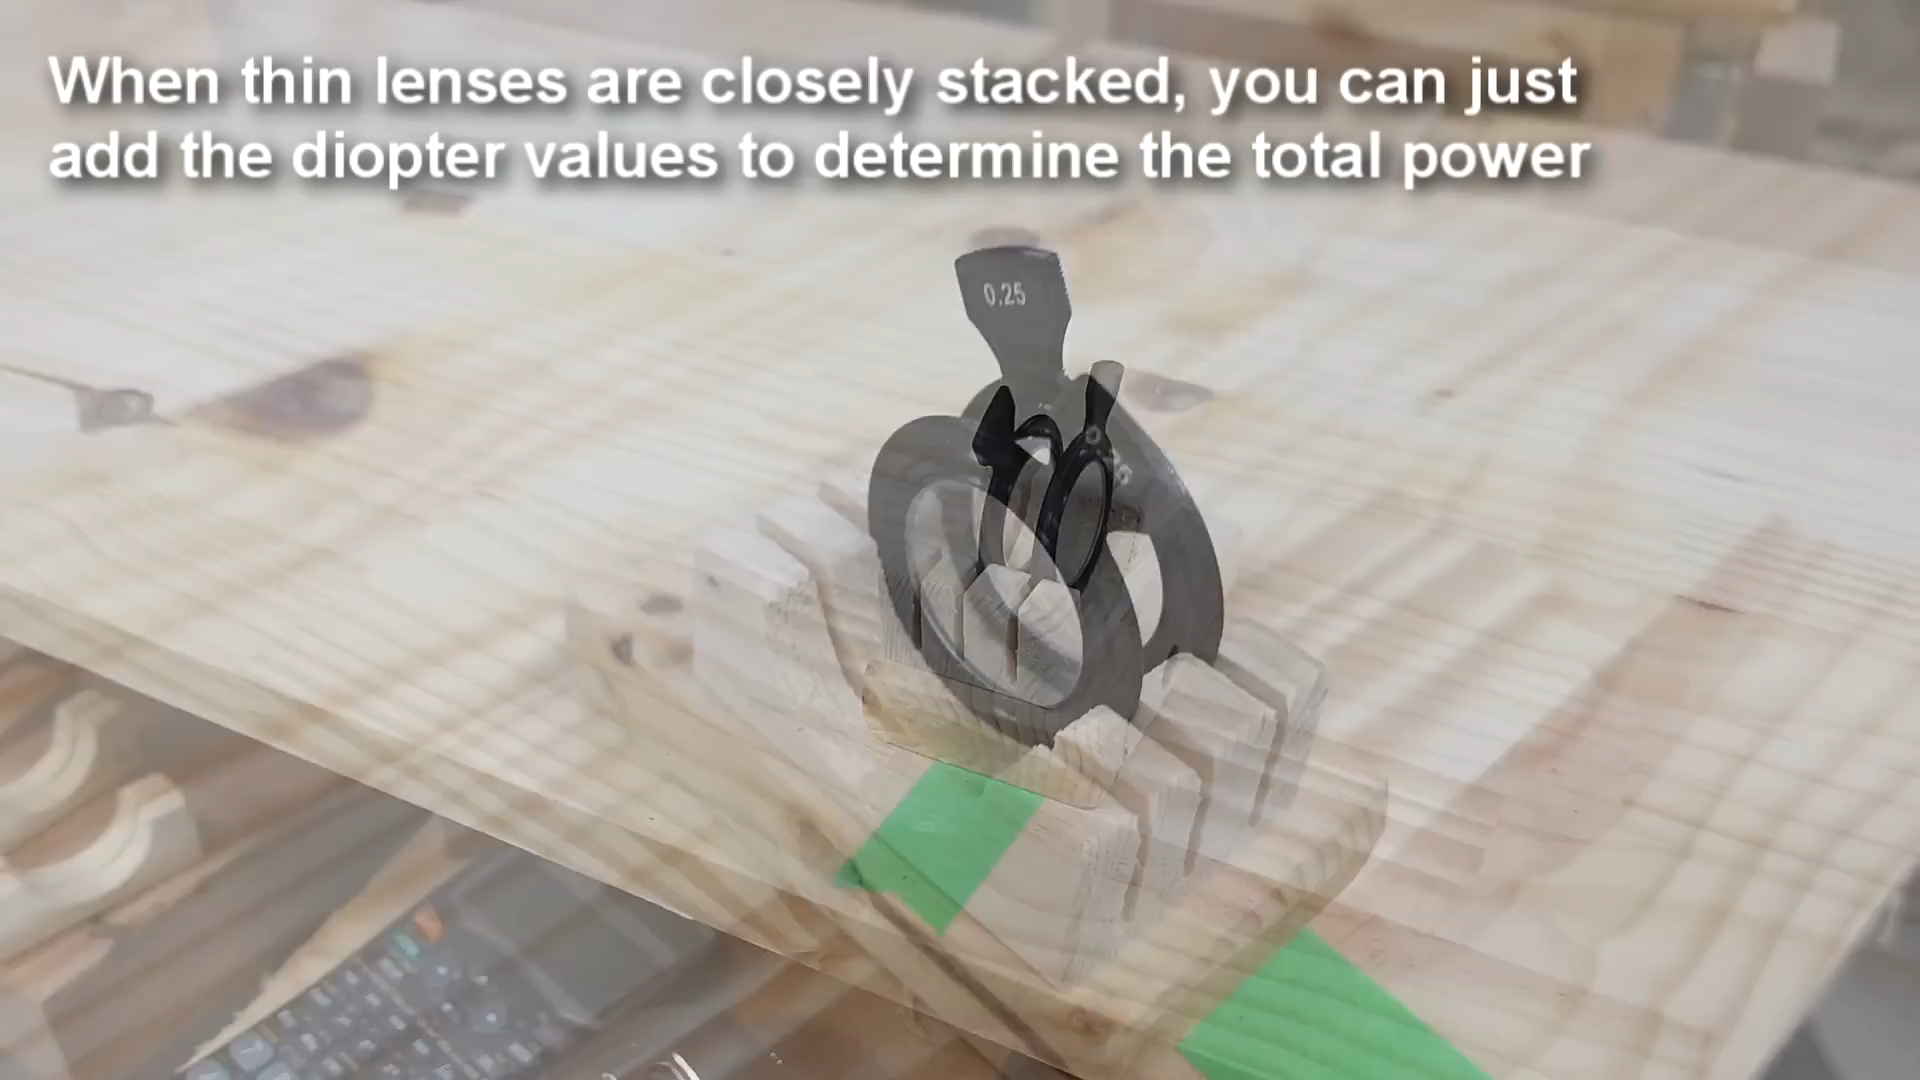 When thin lenses are closely stacked, you can just
add the diopter values to determine the total power
0.25